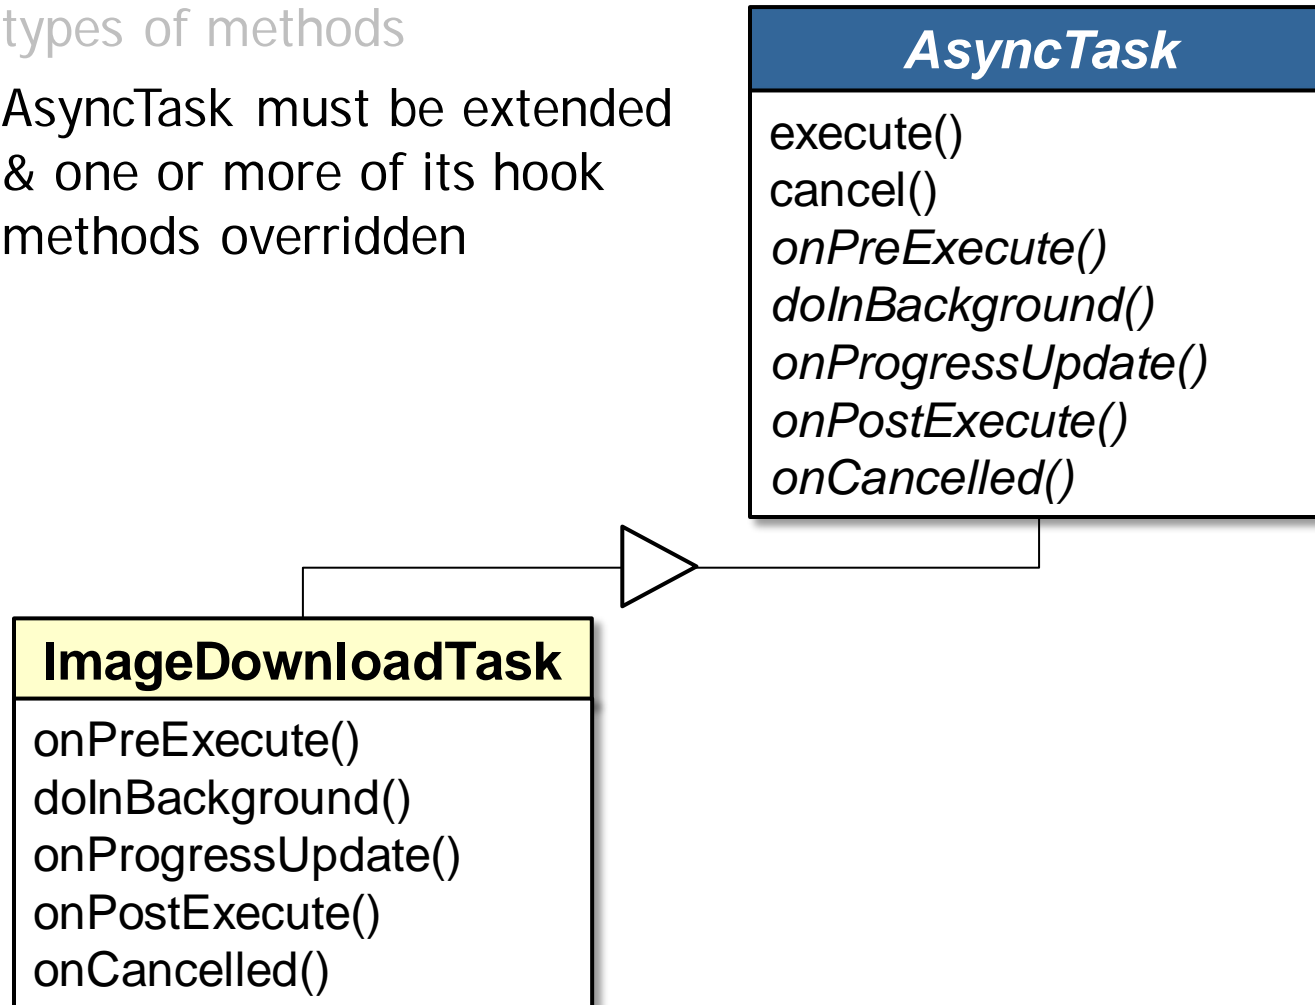 types of methods
AsyncTask must be extended
& one or more of its hook
methods overridden
AsyncTask
execute()
cancel()
onPreExecute()
doInBackground()
onProgressUpdate()
onPostExecute()
onCancelled()
ImageDownloadTask
onPreExecute()
doInBackground()
onProgressUpdate()
onPostExecute()
onCancelled()